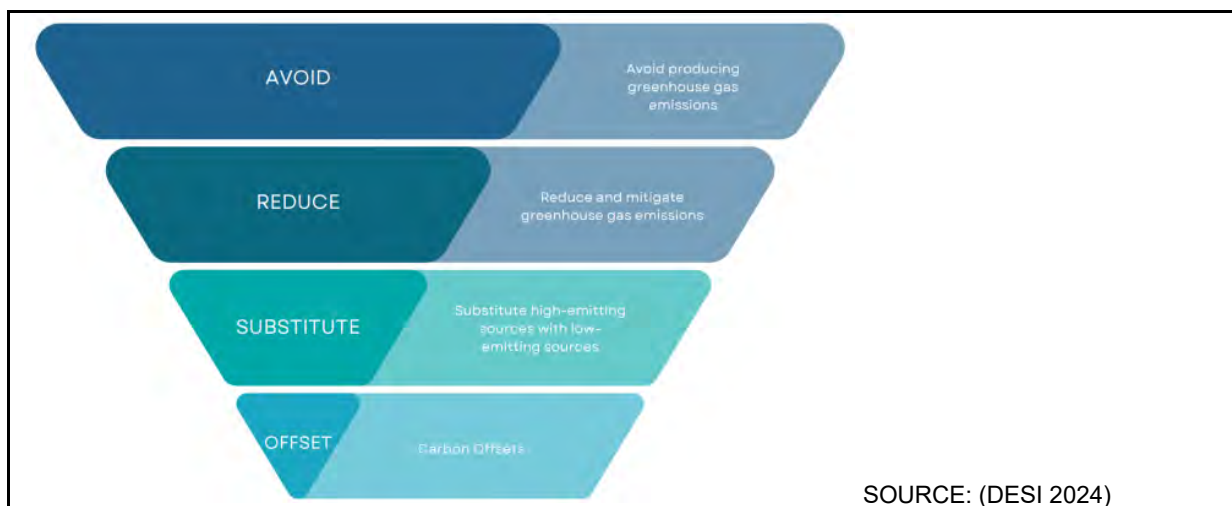 AVOID
Avoid producing
greenhouse gas
emissions
REDUCE
Reduce and mitigate
greenhouse gas emissions
SUBSTITUTE
Substitute high-emitting
sources with low-
emitting sources
OFFSET
Carbon Offsets
SOURCE: (DESI 2024)